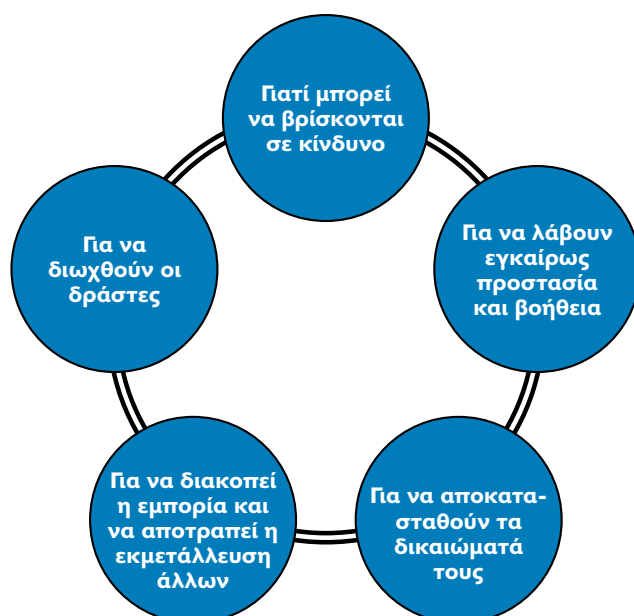 Γιατί μπορεί
να βρίσκονται
σε κίνδυνο
Για να λάβουν
εγκαίρως
προστασία
και βοήθεια
Για να αποκατα-
σταθούν τα
δικαιώματά
τους
Για να διακοπεί
η εμπορία και
να αποτραπεί η
εκμετάλλευση
άλλων
Για να
διωχθούν οι
δράστες